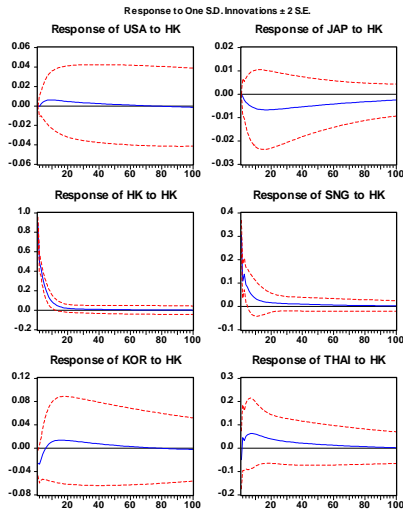 Response to One S.D. Innovations ± 2 S.E.
Response of USA to HK
0.06
0.04
0.02
0.00
-0.02
-0.04
-0.06
20 40 60 80 100
Response of JAP to HK
0.02
0.01
0.00
-0.01
-0.02
-0.03
20 40 60 80 100
Response of HK to HK
1.0
0.8
0.6
0.4
0.2
0.0
-0.2
20 40 60 80 100
Response of SNG to HK
0.4
0.3
0.2
0.1
0.0
-0.1
20 40 60 80 100
Response of KOR to HK
0.12
0.08
0.04
0.00
-0.04
-0.08
20 40 60 80 100
Response of THAI to HK
0.3
0.2
0.1
0.0
-0.1
-0.2
20 40 60 80 100